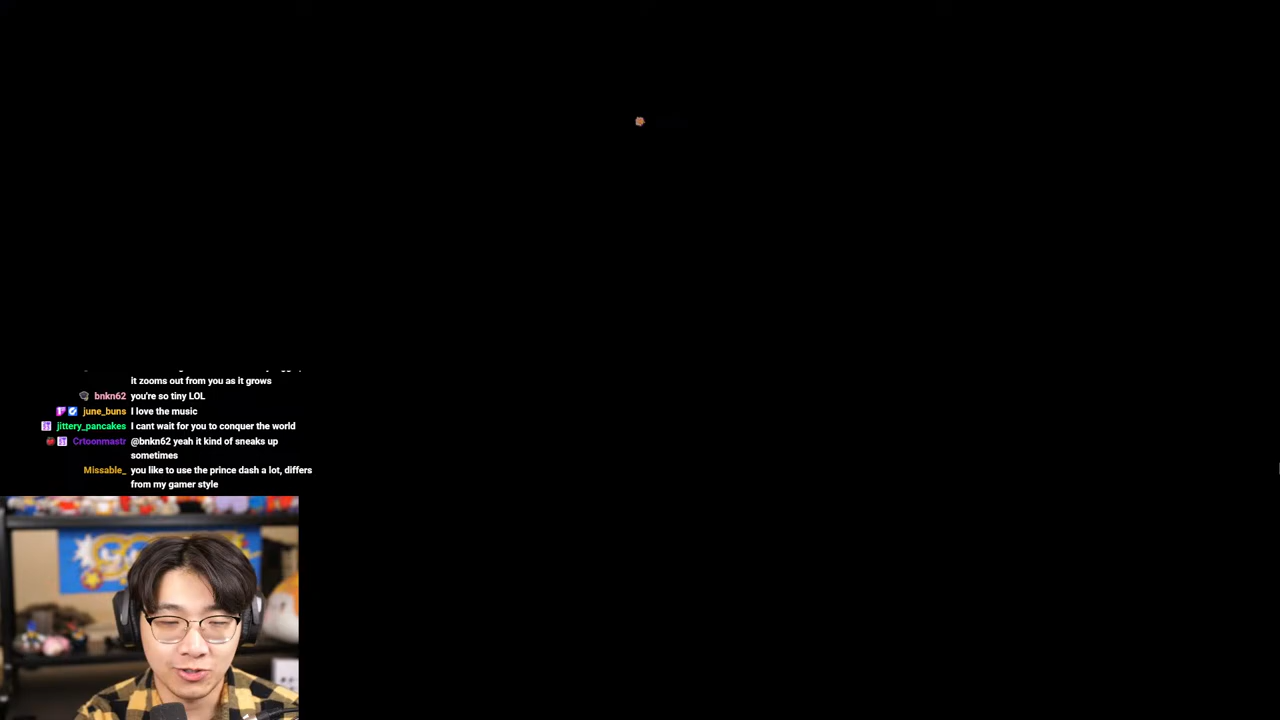 it zooms out from you as it grows
bnkn62 you're so tiny LOL
june_buns I love the music
jittery_pancakes I cant wait for you to conquer the world
Crtoonmastr @bnkn62 yeah it kind of sneaks up
sometimes
Missable_ you like to use the prince dash a lot, differs
from my gamer style